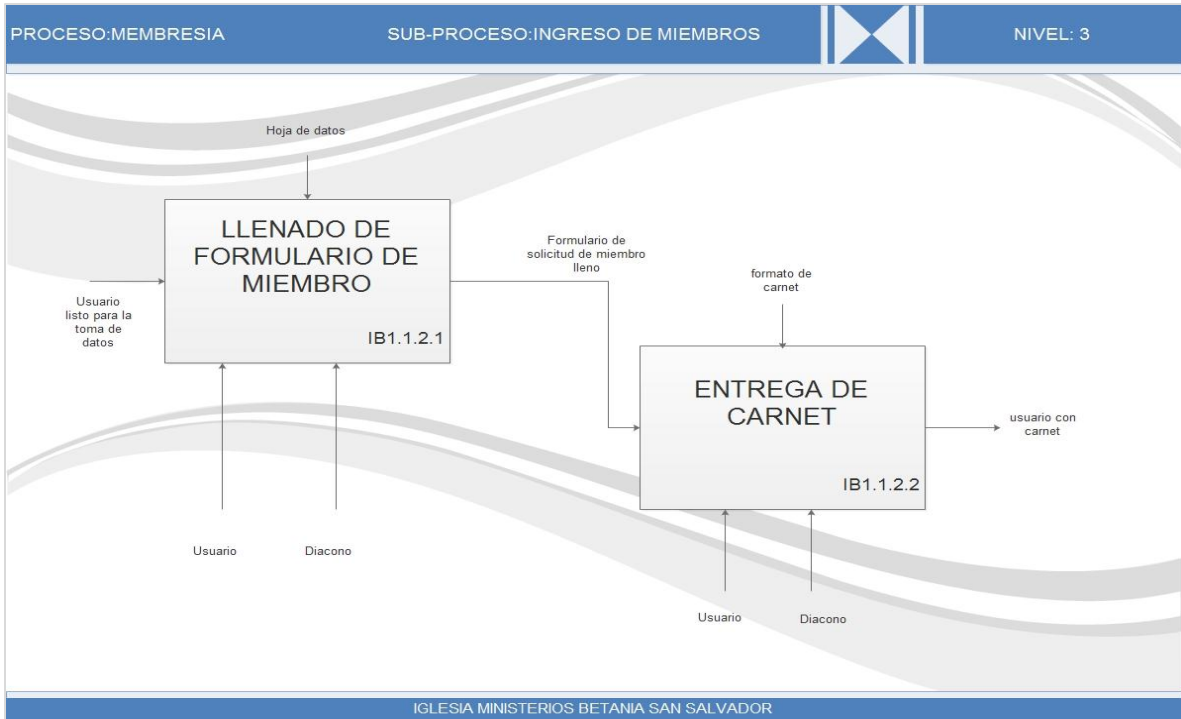 PROCESO:MEMBRESIA
SUB-PROCESO:INGRESO DE MIEMBROS
NIVEL: 3
Hoja de datos
LLENADO DE
FORMULARIO DE
MIEMBRO
IB1.1.2.1
Usuario
listo para la
toma de
datos
Usuario
Diacono
Formulario de
solicitud de miembro
lleno
formato de
carnet
ENTREGA DE
CARNET
IB1.1.2.2
usuario con
carnet
Usuario
Diacono
IGLESIA MINISTERIOS BETANIA SAN SALVADOR